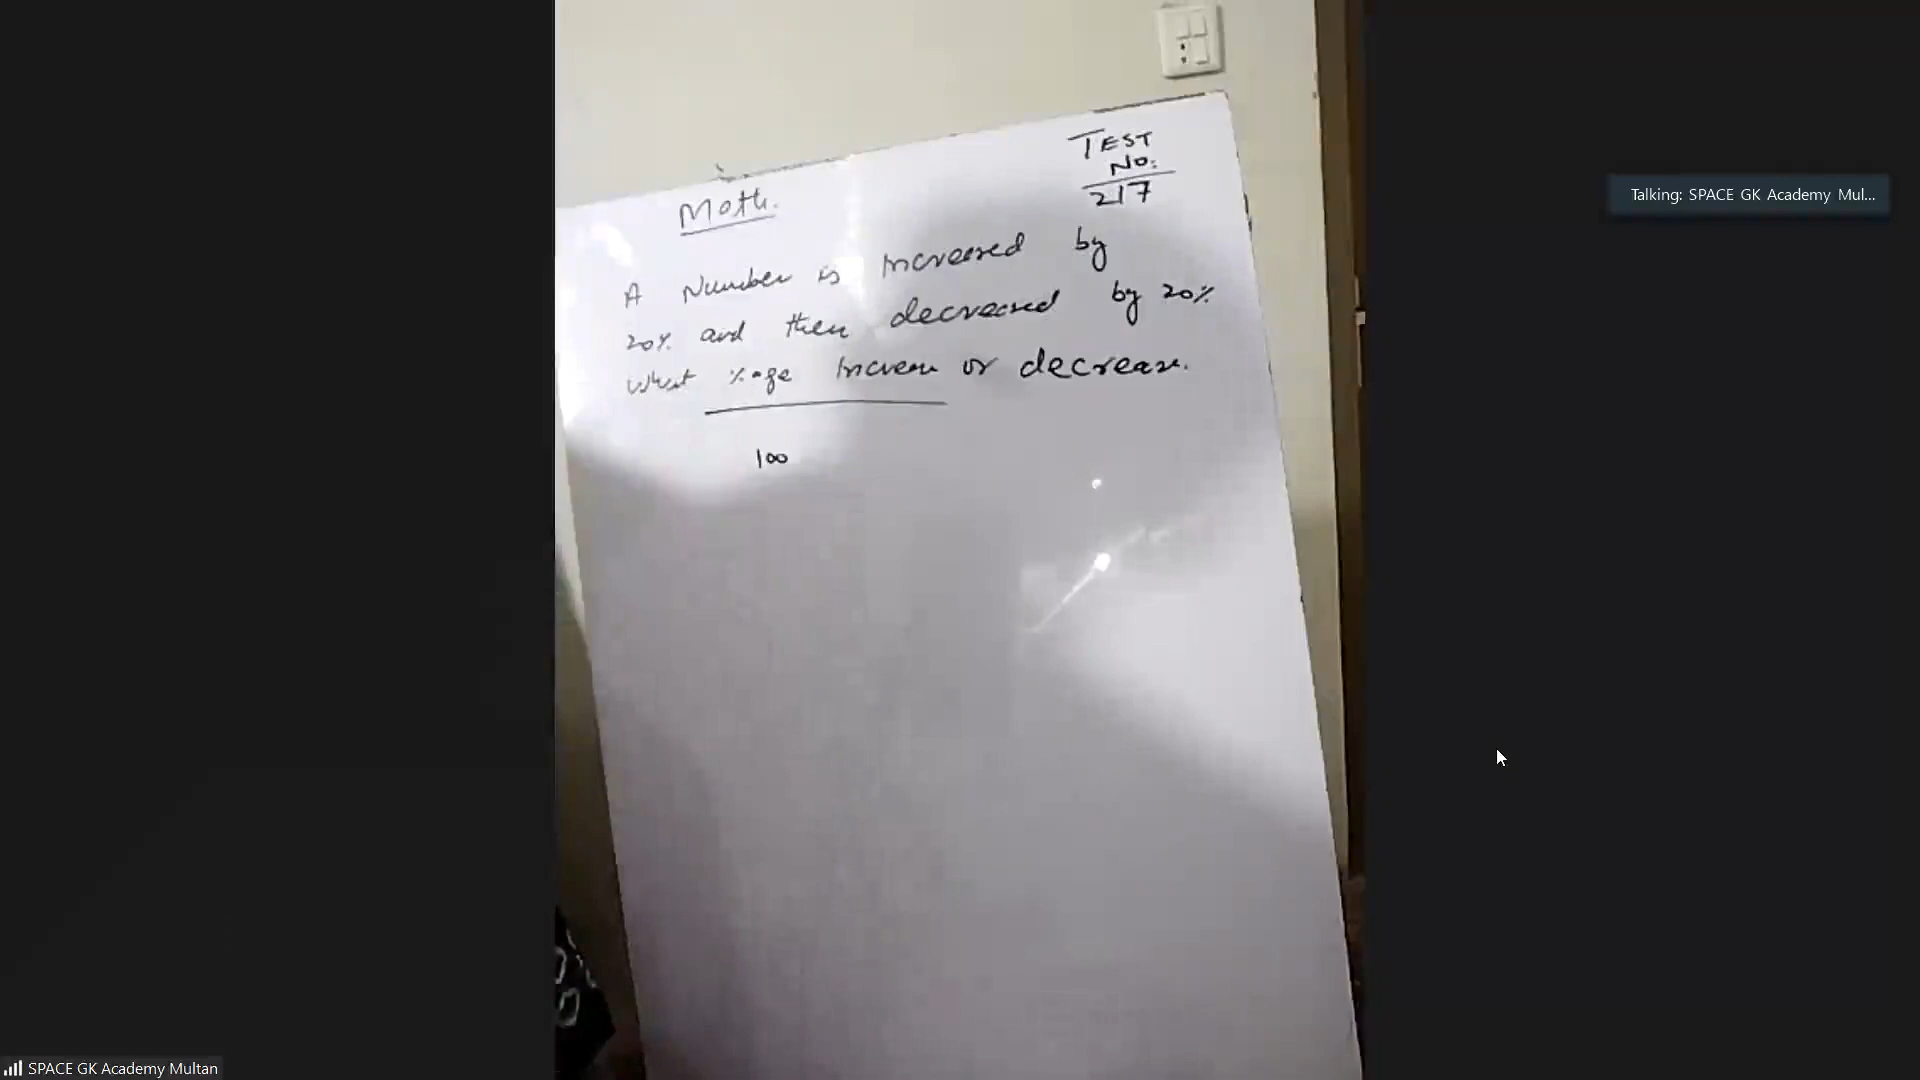 TEST
No.
217
Math.
A Number is increased by
20% and then decreased by 20%
what %age increase or decrease.
100
Talking: SPACE GK Academy Mul...
SPACE GK Academy Multan